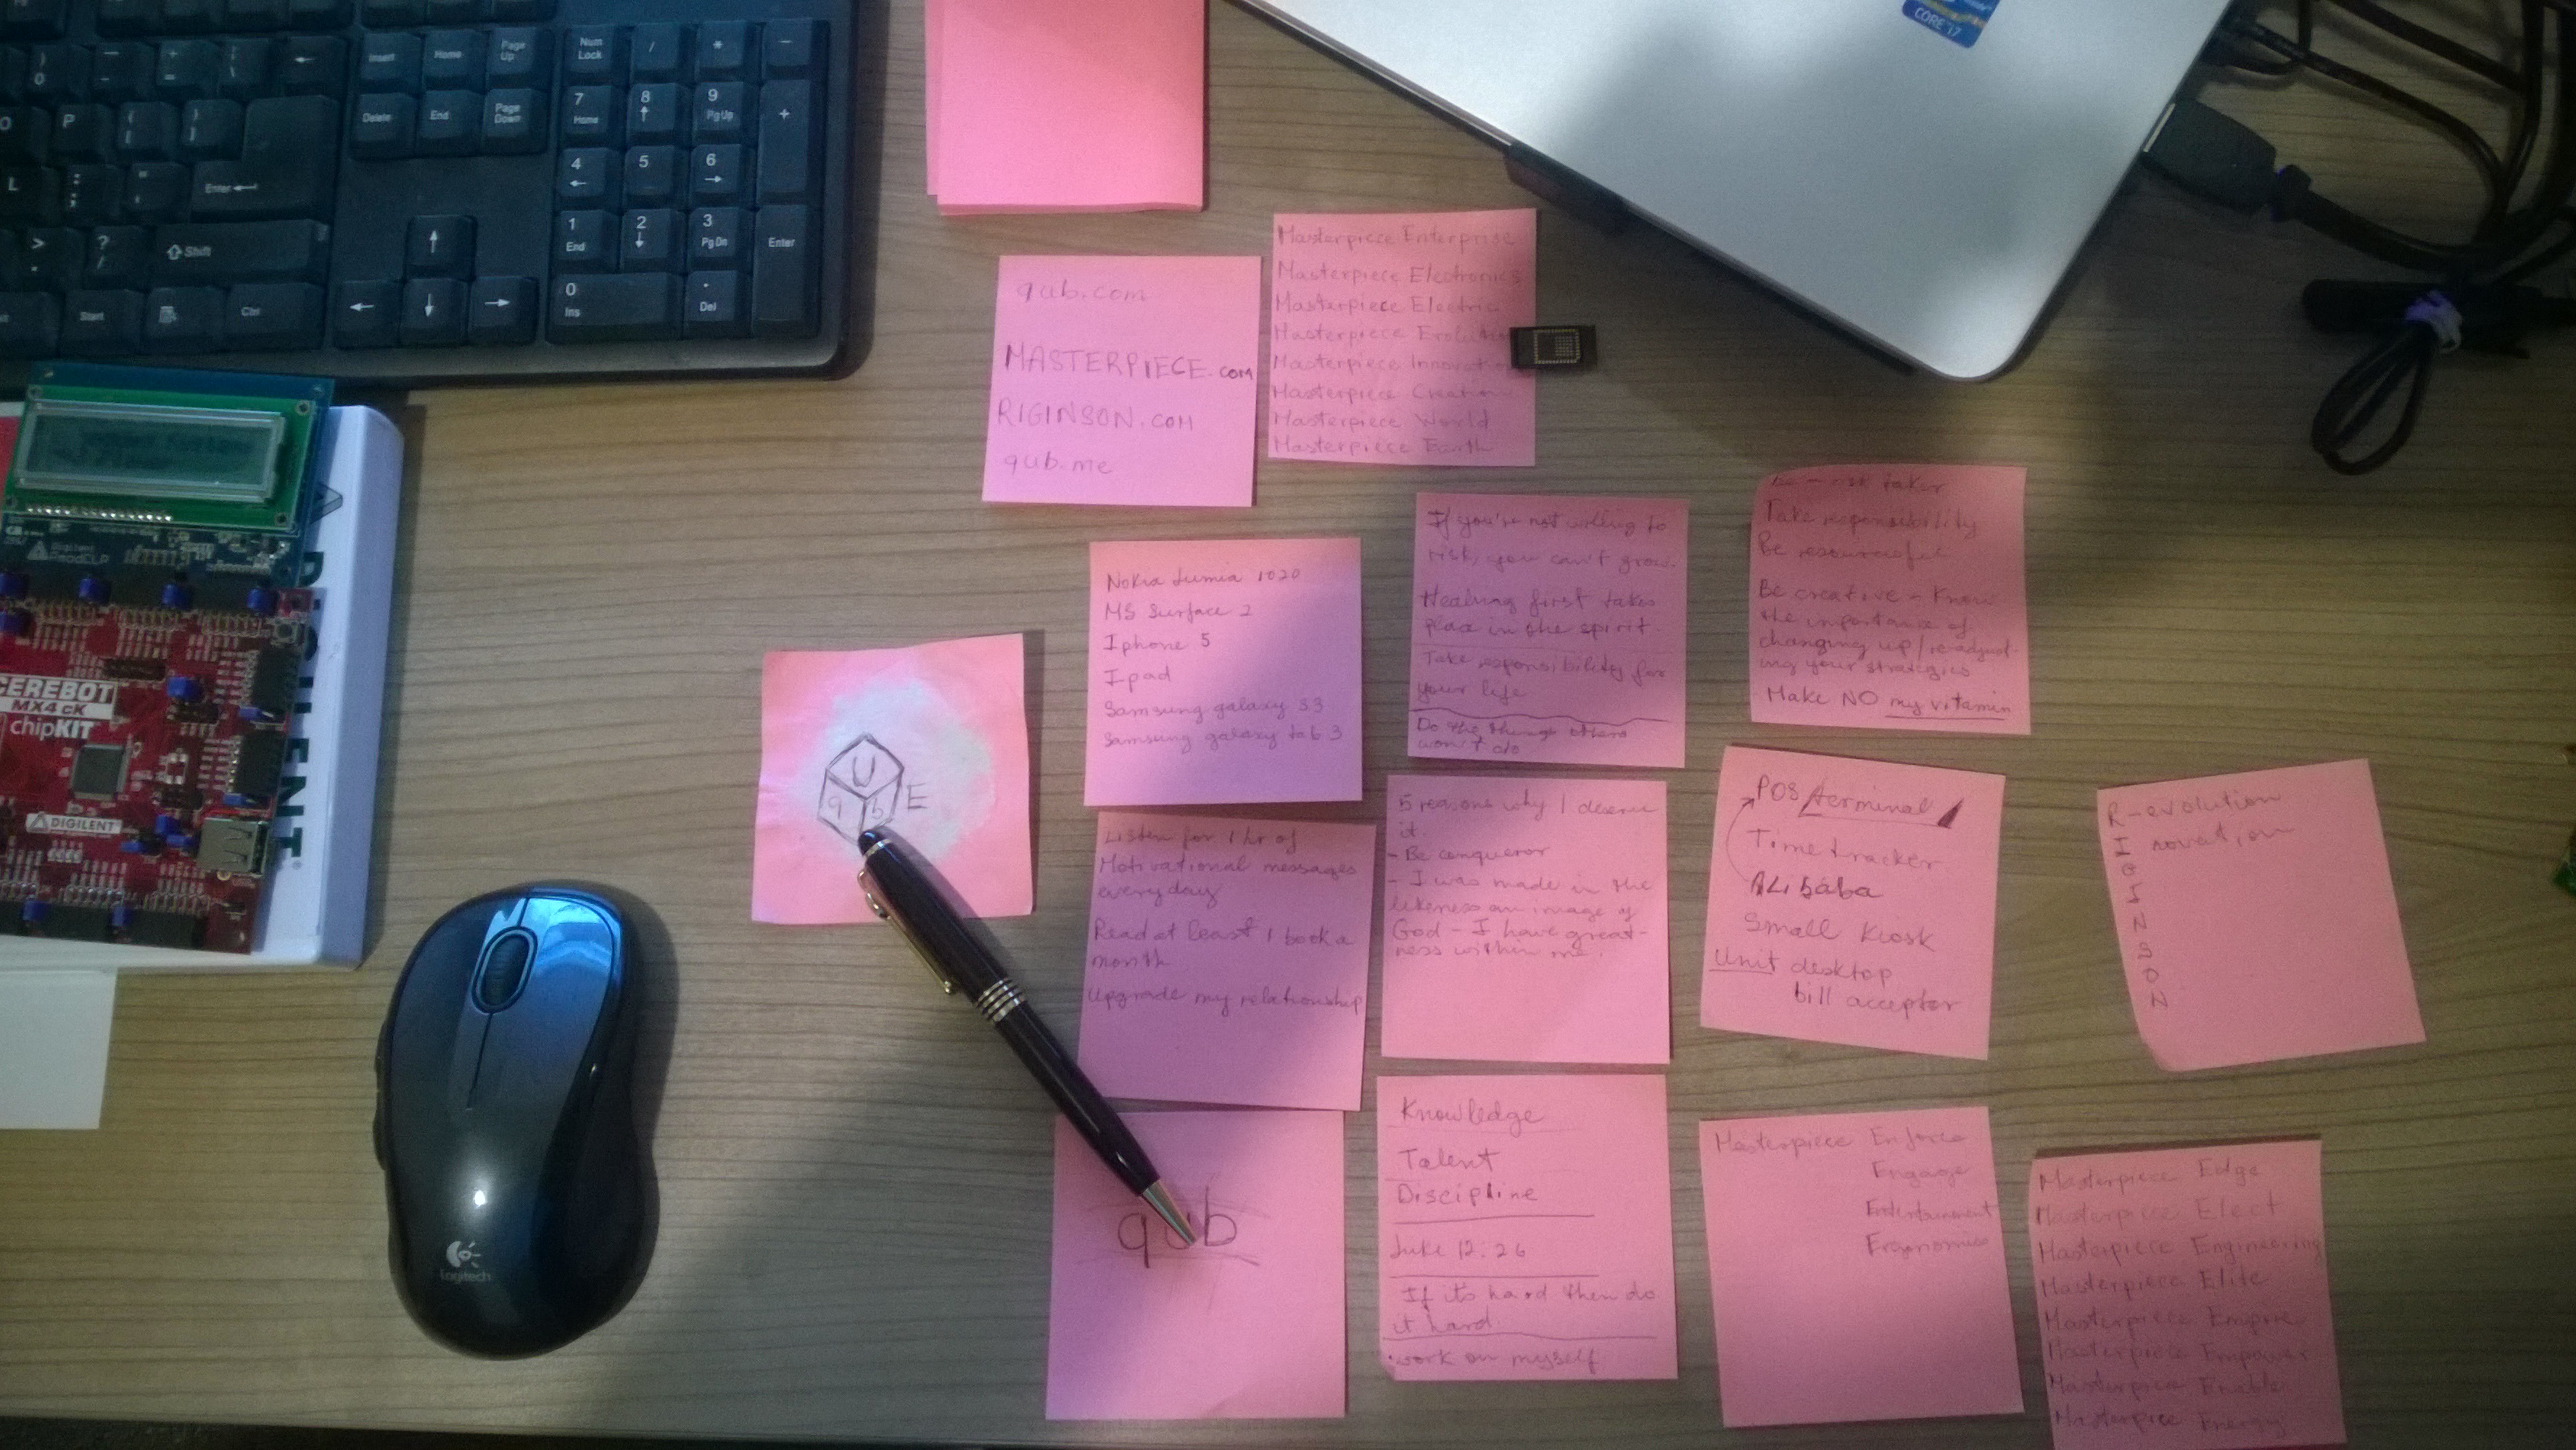 qub.com
MASTERPIECE.com
RIGINSON.COM
qub.me
Masterpiece Enterprise
Masterpiece Electronics
Masterpiece Electric
Masterpiece Evolution
Masterpiece Innovation
Masterpiece Creation
Masterpiece World
Masterpiece Earth
Nokia Lumia 1020
MS Surface 2
Iphone 5
Ipad
Samsung galaxy S3
Samsung galaxy tab 3
If you're not willing to
risk, you can't grow.
Healing first takes
place in the spirit.
Take responsibility for
your life
Do the things others
won't do
Be a risk taker
Take responsibility
Be resourceful
Be creative - Know
the importance of
changing up/readjust-
ing your strategies
Make NO my vitamin
U
q b E
Listen for 1 hr of
Motivational messages
everyday
Read at least 1 book a
month
Upgrade my relationship
5 reasons why I deserve
it.
- Be conqueror
- I was made in the
likeness an image of
God - I have great-
ness within me.
POS terminal
Time tracker
ALibaba
Small Kiosk
Unit desktop
bill acceptor
R-evolution
I novation
G
I
N
S
O
N
qub
Knowledge
Talent
Discipline
Luke 12:26
If its hard then do
it hard
work on myself
Masterpiece Enforce
Engage
Entertainment
Ergonomics
Masterpiece Edge
Masterpiece Elect
Masterpiece Engineering
Masterpiece Elite
Masterpiece Empire
Masterpiece Empower
Masterpiece Enable
Masterpiece Energy
CORE i7
Insert Home Page Up Num Lock / * -
Delete End Page Down 7 Home 8 9 Pg Up +
P
L Enter 4 5 6
? Shift 1 End 2 3 Pg Dn Enter
Start Ctrl 0 Ins . Del
Digilent
PmodCLP
CEREBOT
MX4 cK
chipKIT
DIGILENT
DIGILENT
Logitech